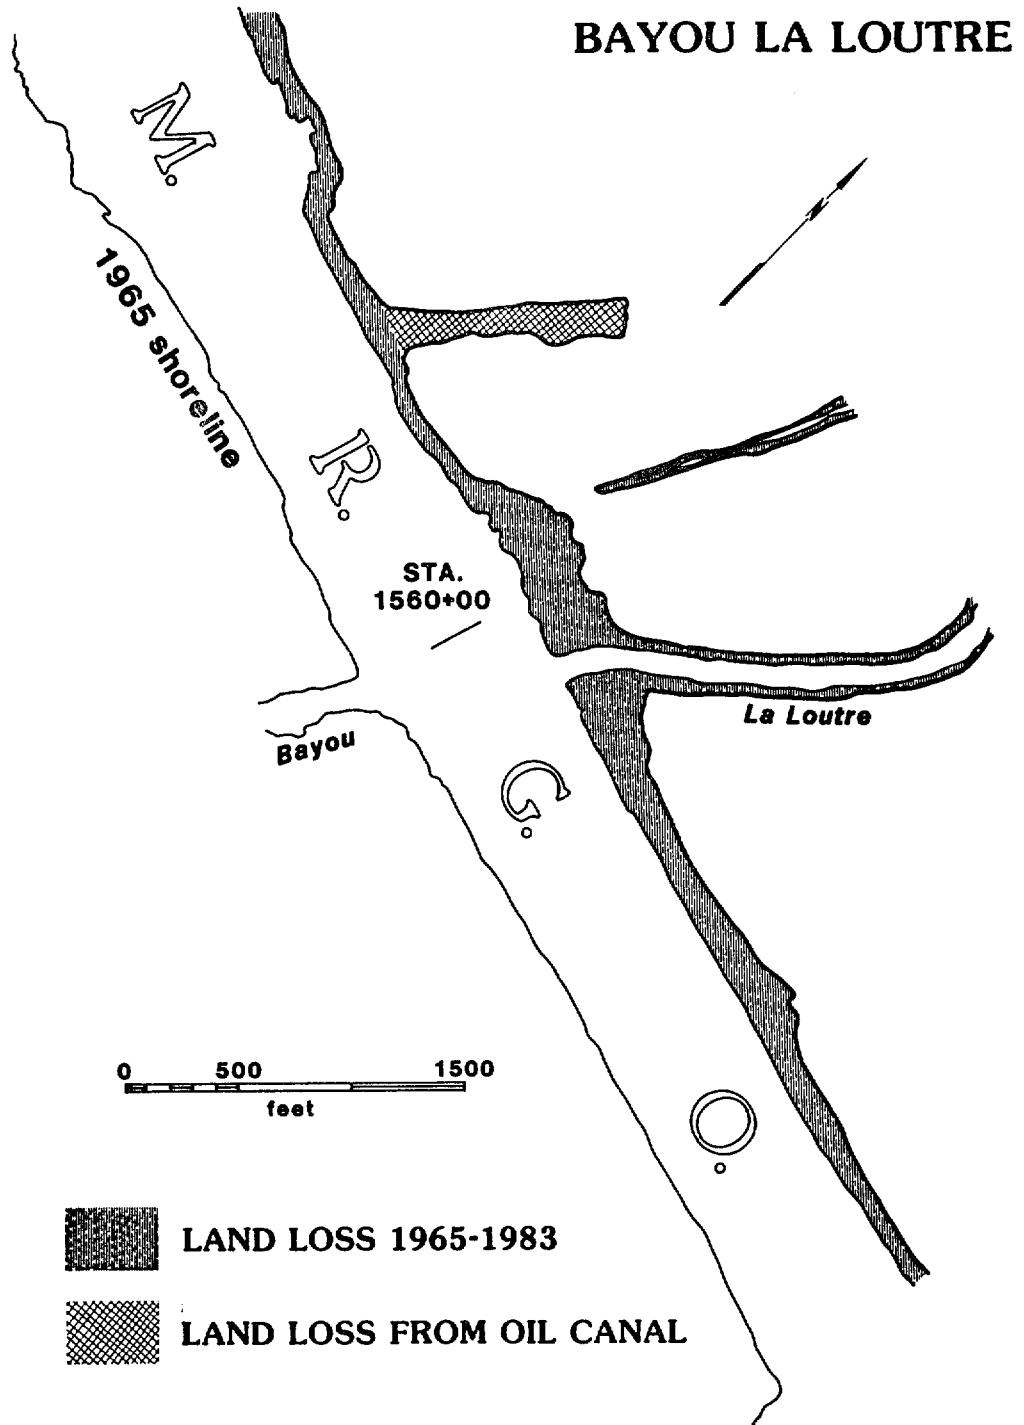 BAYOU LA LOUTRE
M.
1965 shoreline
R.
STA.
1560+00
La Loutre
Bayou
G.
0 500 1500
feet
O.
LAND LOSS 1965-1983
LAND LOSS FROM OIL CANAL